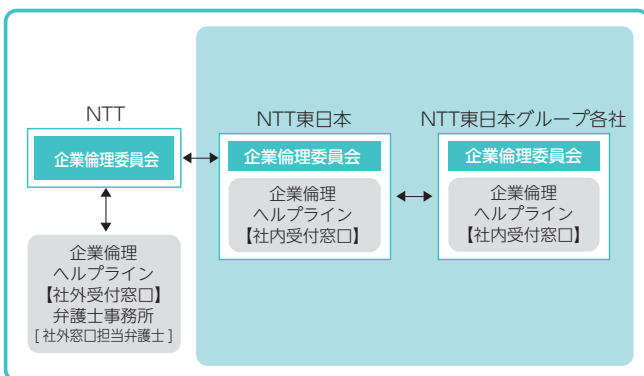 NTT
企業倫理委員会
企業倫理
ヘルプライン
【社外受付窓口】
弁護士事務所
[ 社外窓口担当弁護士 ]
NTT東日本
企業倫理委員会
企業倫理
ヘルプライン
【社内受付窓口】
NTT東日本グループ各社
企業倫理委員会
企業倫理
ヘルプライン
【社内受付窓口】